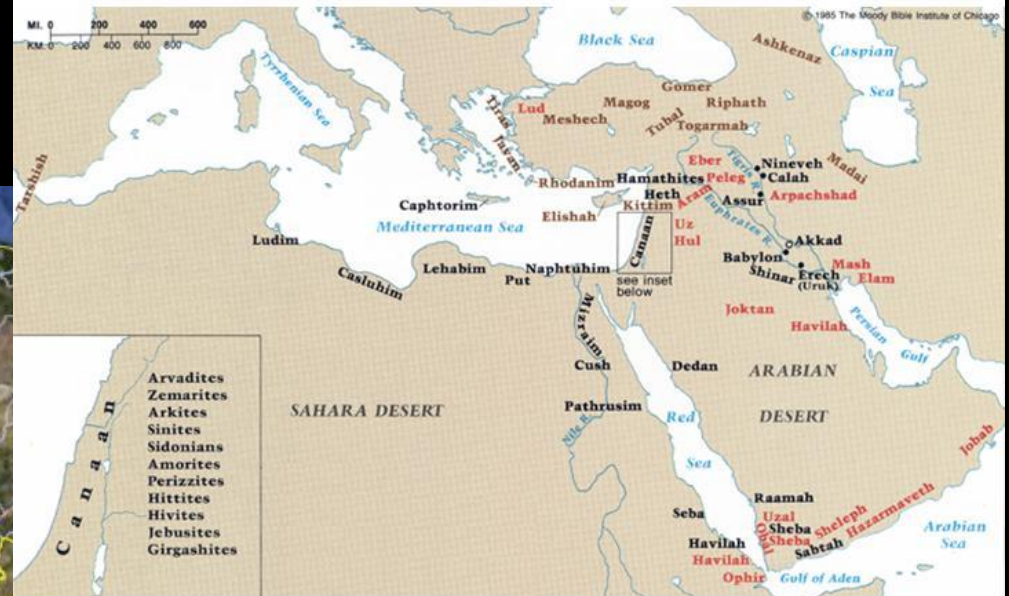 © 1985 The Moody Bible Institute of Chicago
MI. 0 200 400 600
KM. 0 200 400 600
Black Sea
Ashkenaz
Caspian
Sea
Tyrrhenian Sea
Gomer
Magog
Riphath
Tiras
Lud
Meshech
Tubal
Togarmah
Javan
Tarshish
Eber
Tigris R.
Nineveh
Madai
Rhodanim
Hamathites
Peleg
Calah
Caphtorim
Heth
Aram
Assur
Arpachshad
Elishah
Kittim
Euphrates R.
Mediterranean Sea
Canaan
Uz
Hul
Ludim
Akkad
Babylon
Casluhim
Lehabim
Put
Naphtuhim
see inset
below
Shinar
Erech
(Uruk)
Mash
Elam
Mizraim
Joktan
Havilah
Persian
Gulf
Cush
Dedan
ARABIAN
DESERT
SAHARA DESERT
Pathrusim
Nile R.
Red
Sea
Jobab
Raamah
Seba
Uzal
Sheba
Obal
Sheba
Sheleph
Hazarmaveth
Sabtah
Arabian
Sea
Havilah
Havilah
Ophir
Gulf of Aden
Canaan
Arvadites
Zemarites
Arkites
Sinites
Sidonians
Amorites
Perizzites
Hittites
Hivites
Jebusites
Girgashites